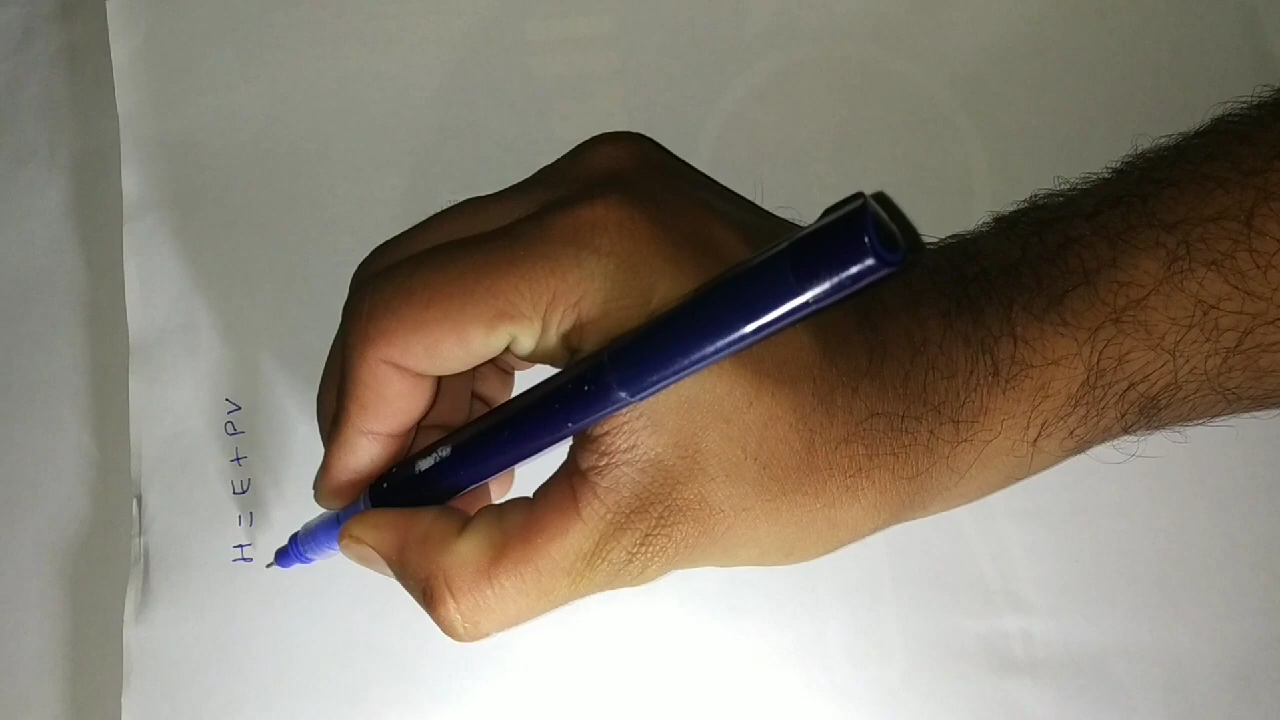 H = E + PV